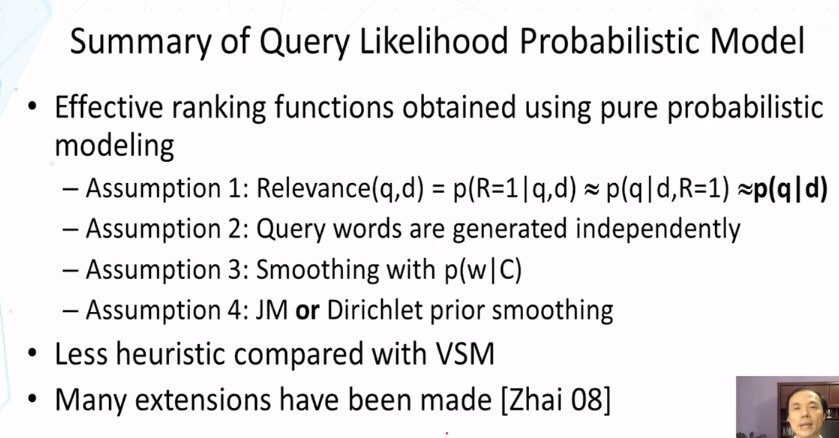 Summary of Query Likelihood Probabilistic Model
• Effective ranking functions obtained using pure probabilistic
modeling
– Assumption 1: Relevance(q,d) = p(R=1|q,d) ≈ p(q|d,R=1) ≈p(q|d)
– Assumption 2: Query words are generated independently
– Assumption 3: Smoothing with p(w|C)
– Assumption 4: JM or Dirichlet prior smoothing
• Less heuristic compared with VSM
• Many extensions have been made [Zhai 08]